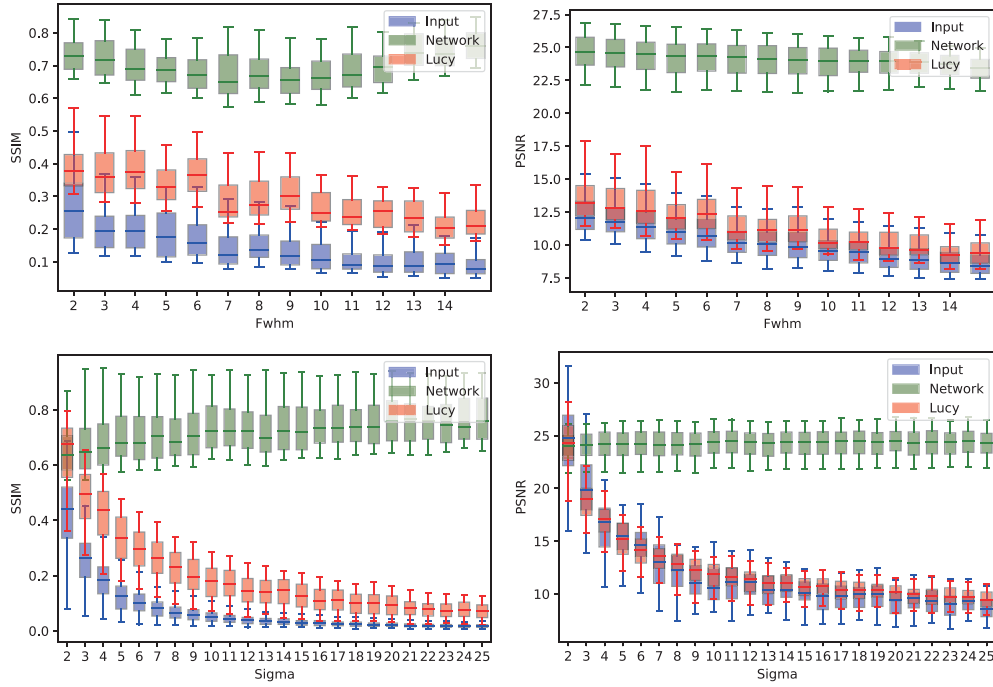 0.8
0.7
0.6
0.5
0.4
0.3
0.2
0.1
SSIM
2 3 4 5 6 7 8 9 10 11 12 13 14
Fwhm
Input
Network
Lucy
27.5
25.0
22.5
20.0
17.5
15.0
12.5
10.0
7.5
PSNR
2 3 4 5 6 7 8 9 10 11 12 13 14
Fwhm
Input
Network
Lucy
0.8
0.6
0.4
0.2
0.0
SSIM
2 3 4 5 6 7 8 9 10 11 12 13 14 15 16 17 18 19 20 21 22 23 24 25
Sigma
Input
Network
Lucy
30
25
20
15
10
PSNR
2 3 4 5 6 7 8 9 10 11 12 13 14 15 16 17 18 19 20 21 22 23 24 25
Sigma
Input
Network
Lucy